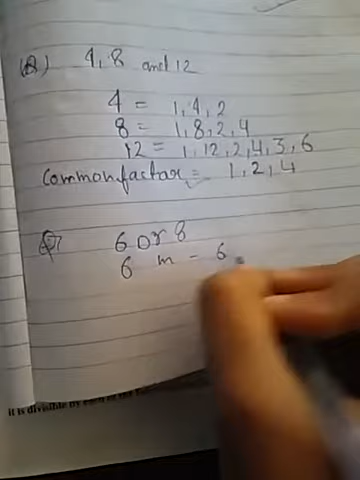 (Q) 4, 8 and 12
4 = 1, 4, 2
8 = 1, 8, 2, 4
12 = 1, 12, 2, 4, 3, 6
Common factor = 1, 2, 4
Q 6 or 8
6 m - 6
it is divisible by